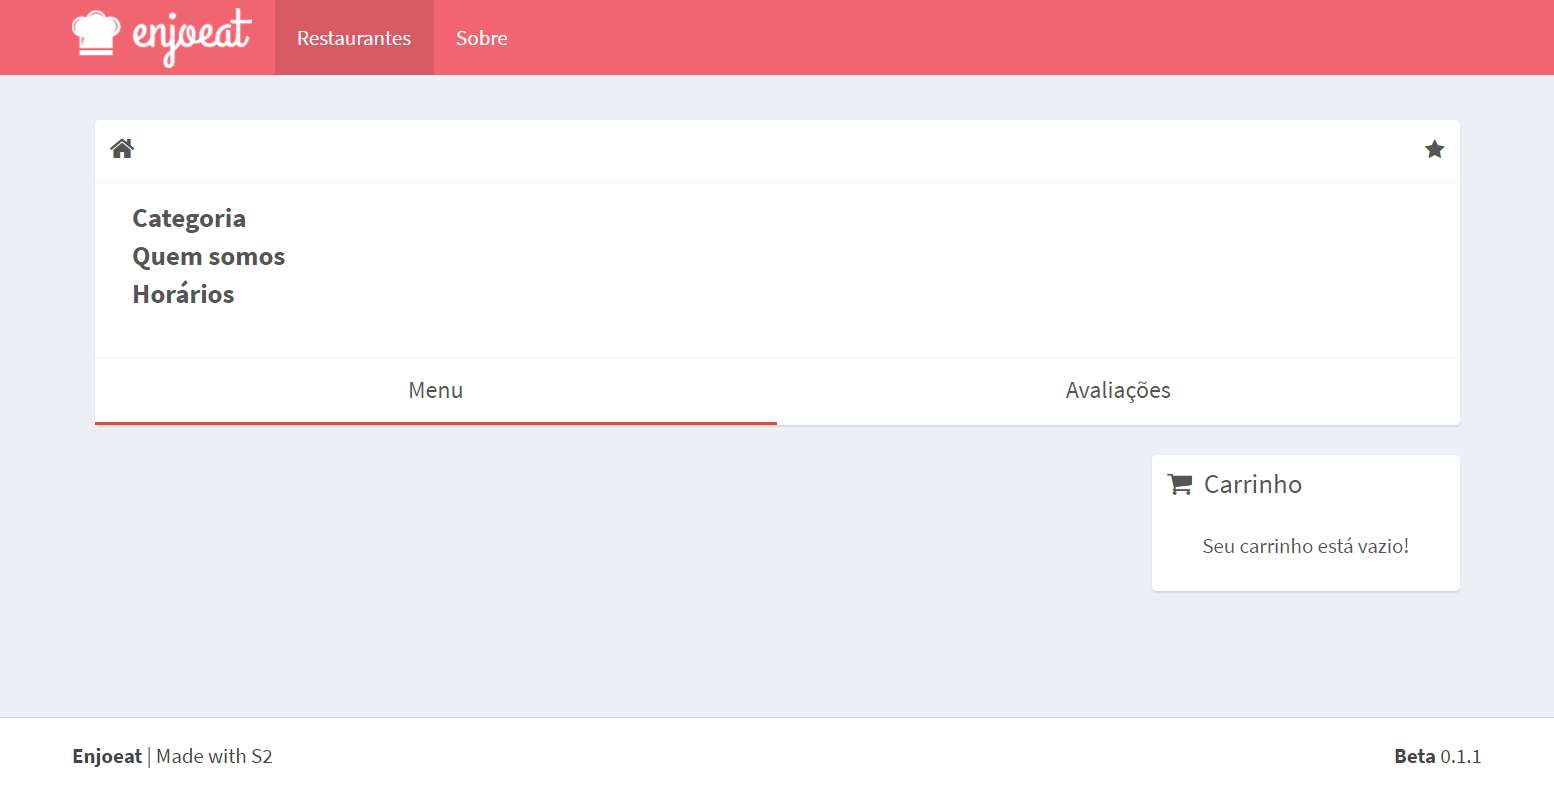 enjoeat
Restaurantes
Sobre
Categoria
Quem somos
Horários
Menu
Avaliações
Carrinho
Seu carrinho está vazio!
Enjoeat | Made with S2
Beta 0.1.1